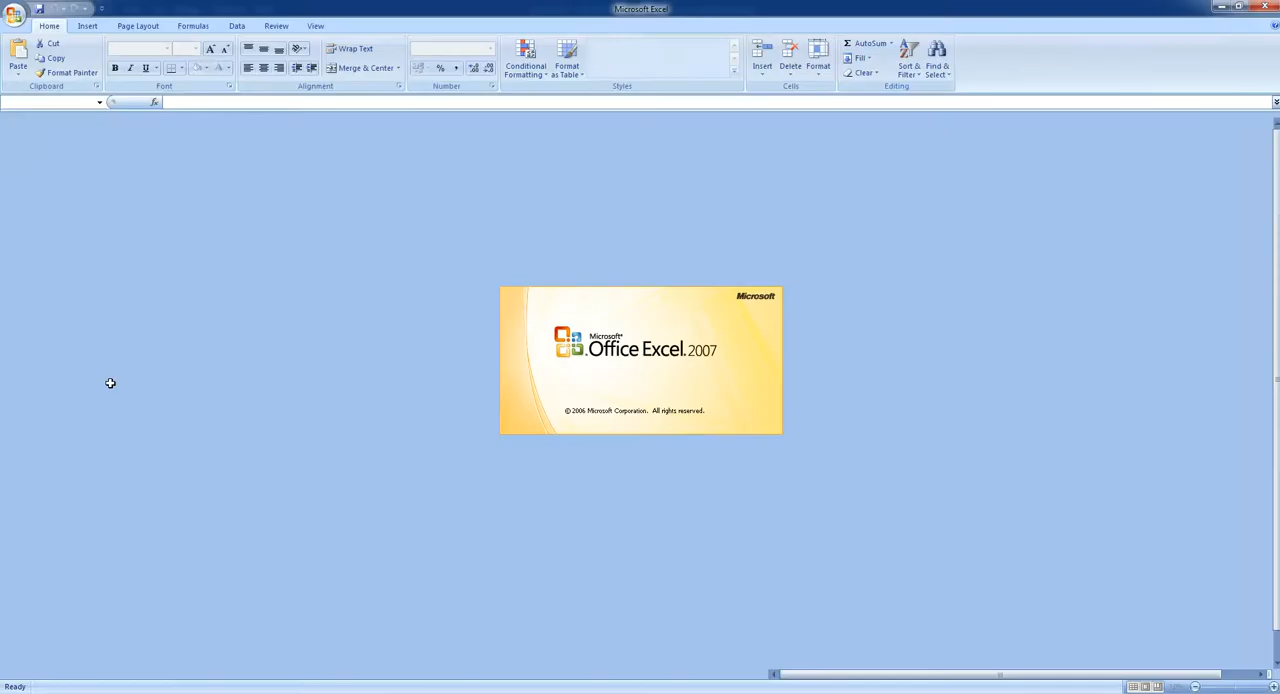 Microsoft Excel
Home Insert Page Layout Formulas Data Review View
Cut
Copy
Format Painter
Paste
Clipboard
B I U
A A
A
Font
Wrap Text
Merge & Center
Alignment
% ,
Number
Conditional Formatting
Format as Table
Styles
Insert
Delete
Format
Cells
Σ AutoSum
Fill
Clear
Sort & Filter
Find & Select
Editing
fx
Microsoft
Microsoft
Office Excel 2007
© 2006 Microsoft Corporation. All rights reserved.
Ready